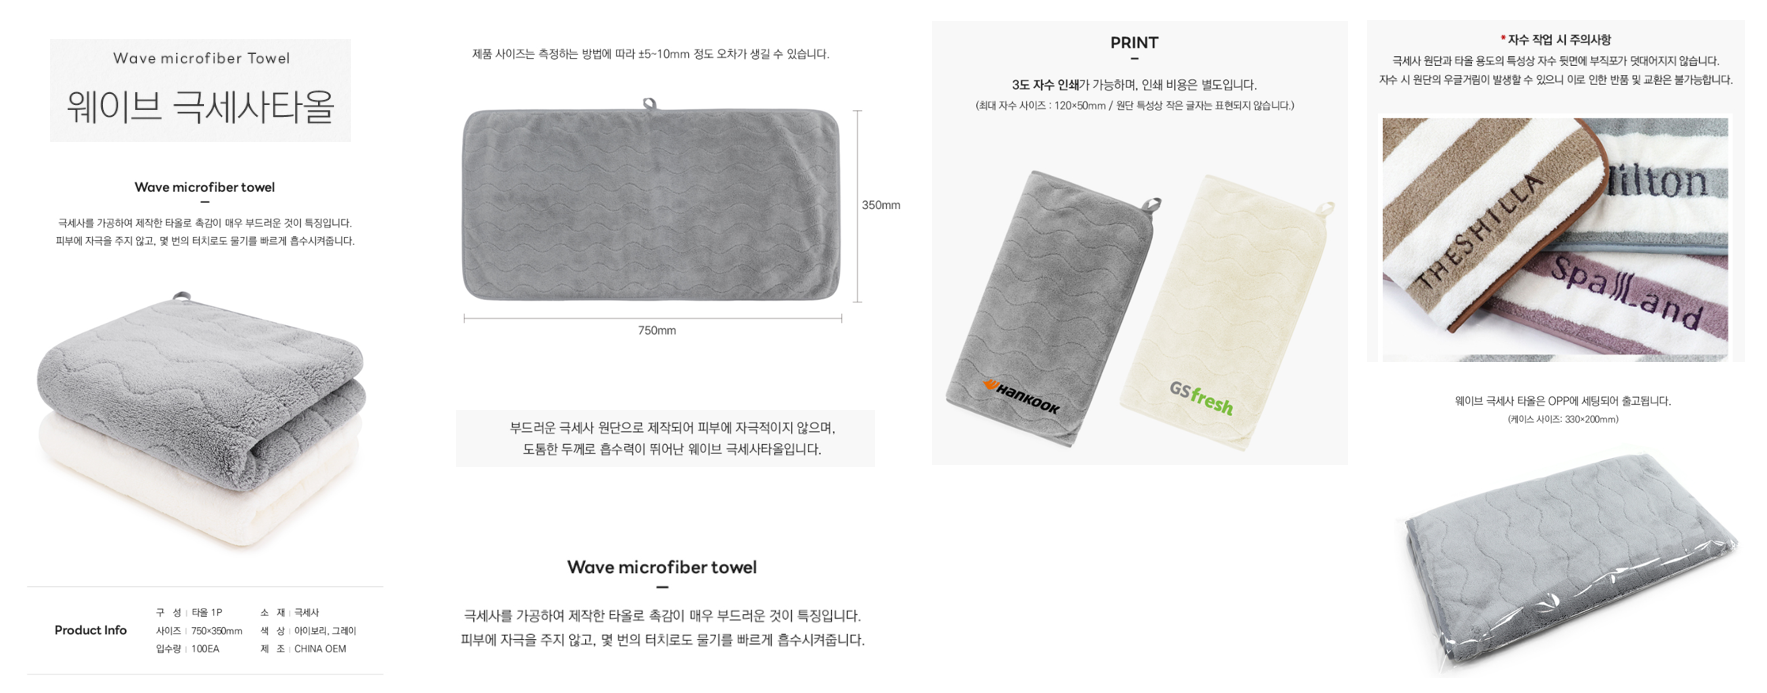 Wave microfiber Towel
웨이브 극세사타올
Wave microfiber towel
극세사를 가공하여 제작한 타올로 촉감이 매우 부드러운 것이 특징입니다.
피부에 자극을 주지 않고, 몇 번의 터치로도 물기를 빠르게 흡수시켜줍니다.
Product Info
구 성 | 타올 1P
소 재 | 극세사
사이즈 | 750×350mm
색 상 | 아이보리, 그레이
입수량 | 100EA
제 조 | CHINA OEM
제품 사이즈는 측정하는 방법에 따라 ±5~10mm 정도 오차가 생길 수 있습니다.
350mm
750mm
부드러운 극세사 원단으로 제작되어 피부에 자극적이지 않으며,
도톰한 두께로 흡수력이 뛰어난 웨이브 극세사타올입니다.
Wave microfiber towel
극세사를 가공하여 제작한 타올로 촉감이 매우 부드러운 것이 특징입니다.
피부에 자극을 주지 않고, 몇 번의 터치로도 물기를 빠르게 흡수시켜줍니다.
PRINT
3도 자수 인쇄가 가능하며, 인쇄 비용은 별도입니다.
(최대 자수 사이즈 : 120×50mm / 원단 특성상 작은 글자는 표현되지 않습니다.)
HANKOOK
GSfresh
* 자수 작업 시 주의사항
극세사 원단과 타올 용도의 특성상 자수 뒷면에 부직포가 덧대어지지 않습니다.
자수 시 원단의 우글거림이 발생할 수 있으니 이로 인한 반품 및 교환은 불가능합니다.
THESHILLA
ilton
SpaLand
웨이브 극세사 타올은 OPP에 세팅되어 출고됩니다.
(케이스 사이즈: 330×200mm)